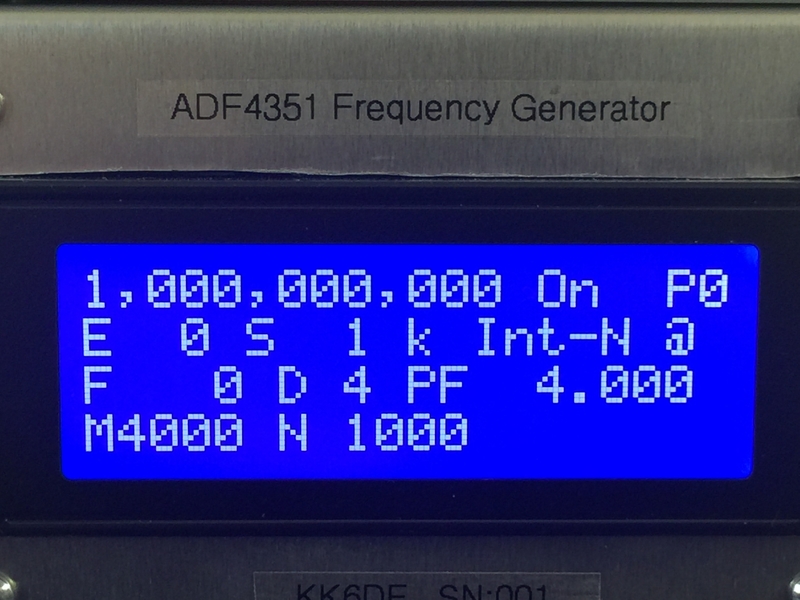 ADF4351 Frequency Generator
1,000,000,000 On P0
E 0 S 1 k Int-N @
F 0 D 4 PF 4.000
M4000 N 1000
KK6DF SN:001